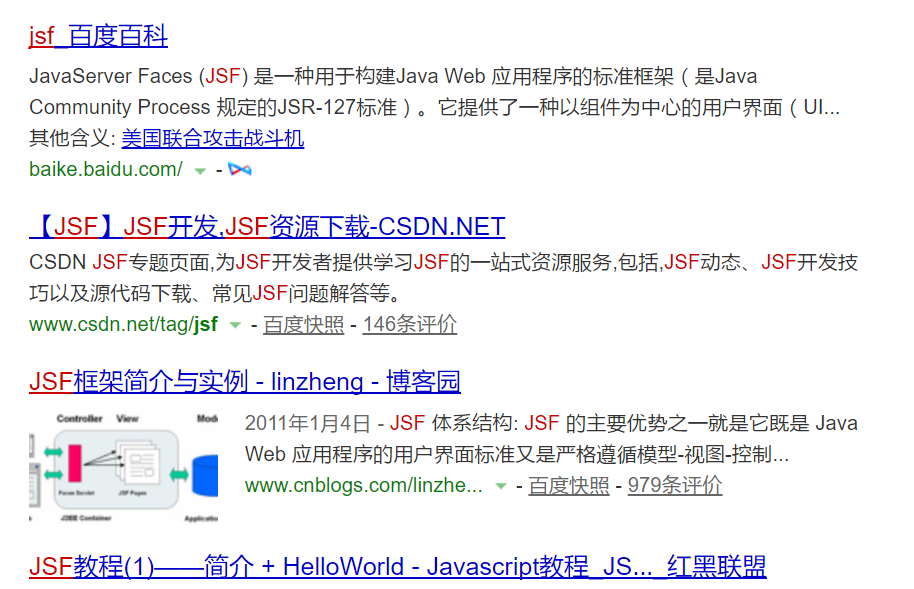 jsf_百度百科
JavaServer Faces (JSF) 是一种用于构建Java Web 应用程序的标准框架（是Java
Community Process 规定的JSR-127标准）。它提供了一种以组件为中心的用户界面（UI...
其他含义: 美国联合攻击战斗机
baike.baidu.com/ -
【JSF】JSF开发,JSF资源下载-CSDN.NET
CSDN JSF专题页面,为JSF开发者提供学习JSF的一站式资源服务,包括,JSF动态、JSF开发技
巧以及源代码下载、常见JSF问题解答等。
www.csdn.net/tag/jsf - 百度快照 - 146条评价
JSF框架简介与实例 - linzheng - 博客园
Controller View Mode
2011年1月4日 - JSF 体系结构: JSF 的主要优势之一就是它既是 Java
Web 应用程序的用户界面标准又是严格遵循模型-视图-控制...
Faces Servlet JSF Pages
www.cnblogs.com/linzhe... - 百度快照 - 979条评价
J2EE Container Applicatio
JSF教程(1)——简介 + HelloWorld - Javascript教程_JS..._红黑联盟